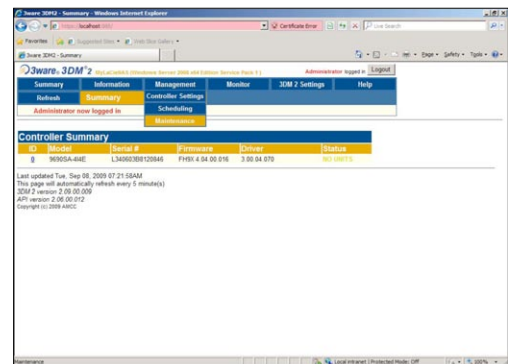 3ware 3DM2 - Summary - Windows Internet Explorer
Certificate Error
Live Search
Favorites Suggested Sites Web Slice Gallery
3ware 3DM2 - Summary
Page Safety Tools
3ware® 3DM®2
(Windows Server 2008 x64 Edition Service Pack 1)
Administrator logged in Logout
Summary Information Management Monitor 3DM 2 Settings Help
Refresh Summary Controller Settings
Administrator now logged in Scheduling
Maintenance
Controller Summary
ID Model Serial # Firmware Driver Status
0 9690SA-4I4E L340603B8120846 FH9X 4.04.00.016 3.00.04.070 NO UNITS
Last updated Tue, Sep 08, 2009 07:21:58AM
This page will automatically refresh every 5 minute(s)
3DM 2 version 2.09.00.009
API version 2.06.00.012
Copyright (c) 2009 AMCC
Maintenance
Local intranet | Protected Mode: Off
100%